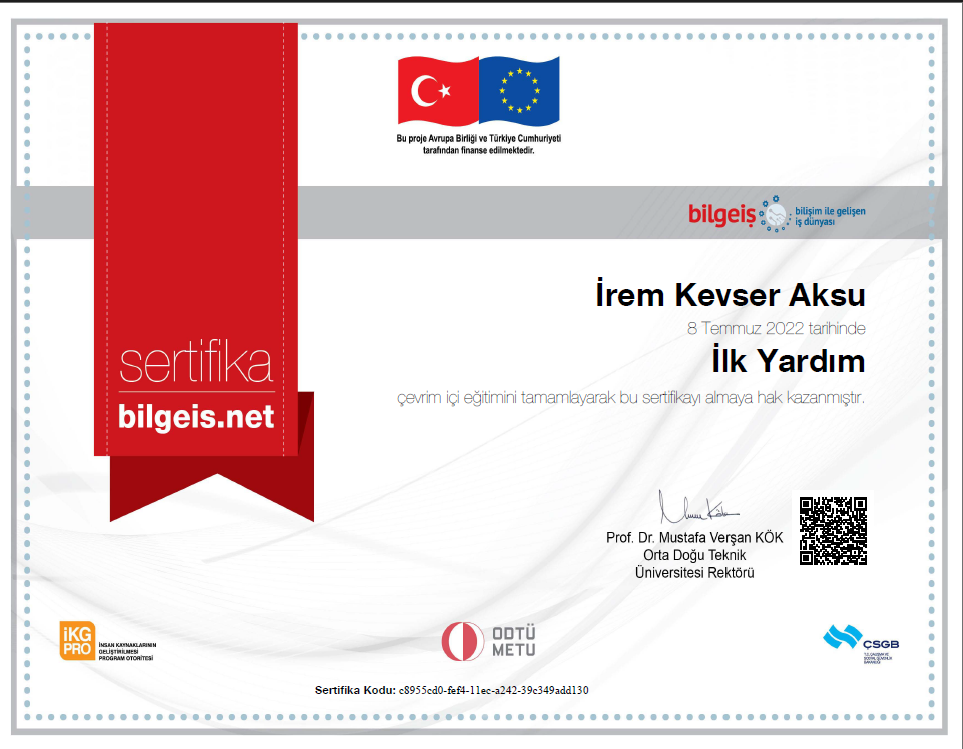 Bu proje Avrupa Birliği ve Türkiye Cumhuriyeti
tarafından finanse edilmektedir.
bilgeiş
bilişim ile gelişen
iş dünyası
İrem Kevser Aksu
8 Temmuz 2022 tarihinde
İlk Yardım
çevrim içi eğitimini tamamlayarak bu sertifikayı almaya hak kazanmıştır.
sertifika
bilgeis.net
Prof. Dr. Mustafa Verşan KÖK
Orta Doğu Teknik
Üniversitesi Rektörü
iKG
PRO
İNSAN KAYNAKLARININ
GELİŞTİRİLMESİ
PROGRAM OTORİTESİ
ODTÜ
METU
ÇSGB
T.C. ÇALIŞMA VE
SOSYAL GÜVENLİK
BAKANLIĞI
Sertifika Kodu: c8955cd0-fef4-11ec-a242-39c349add130